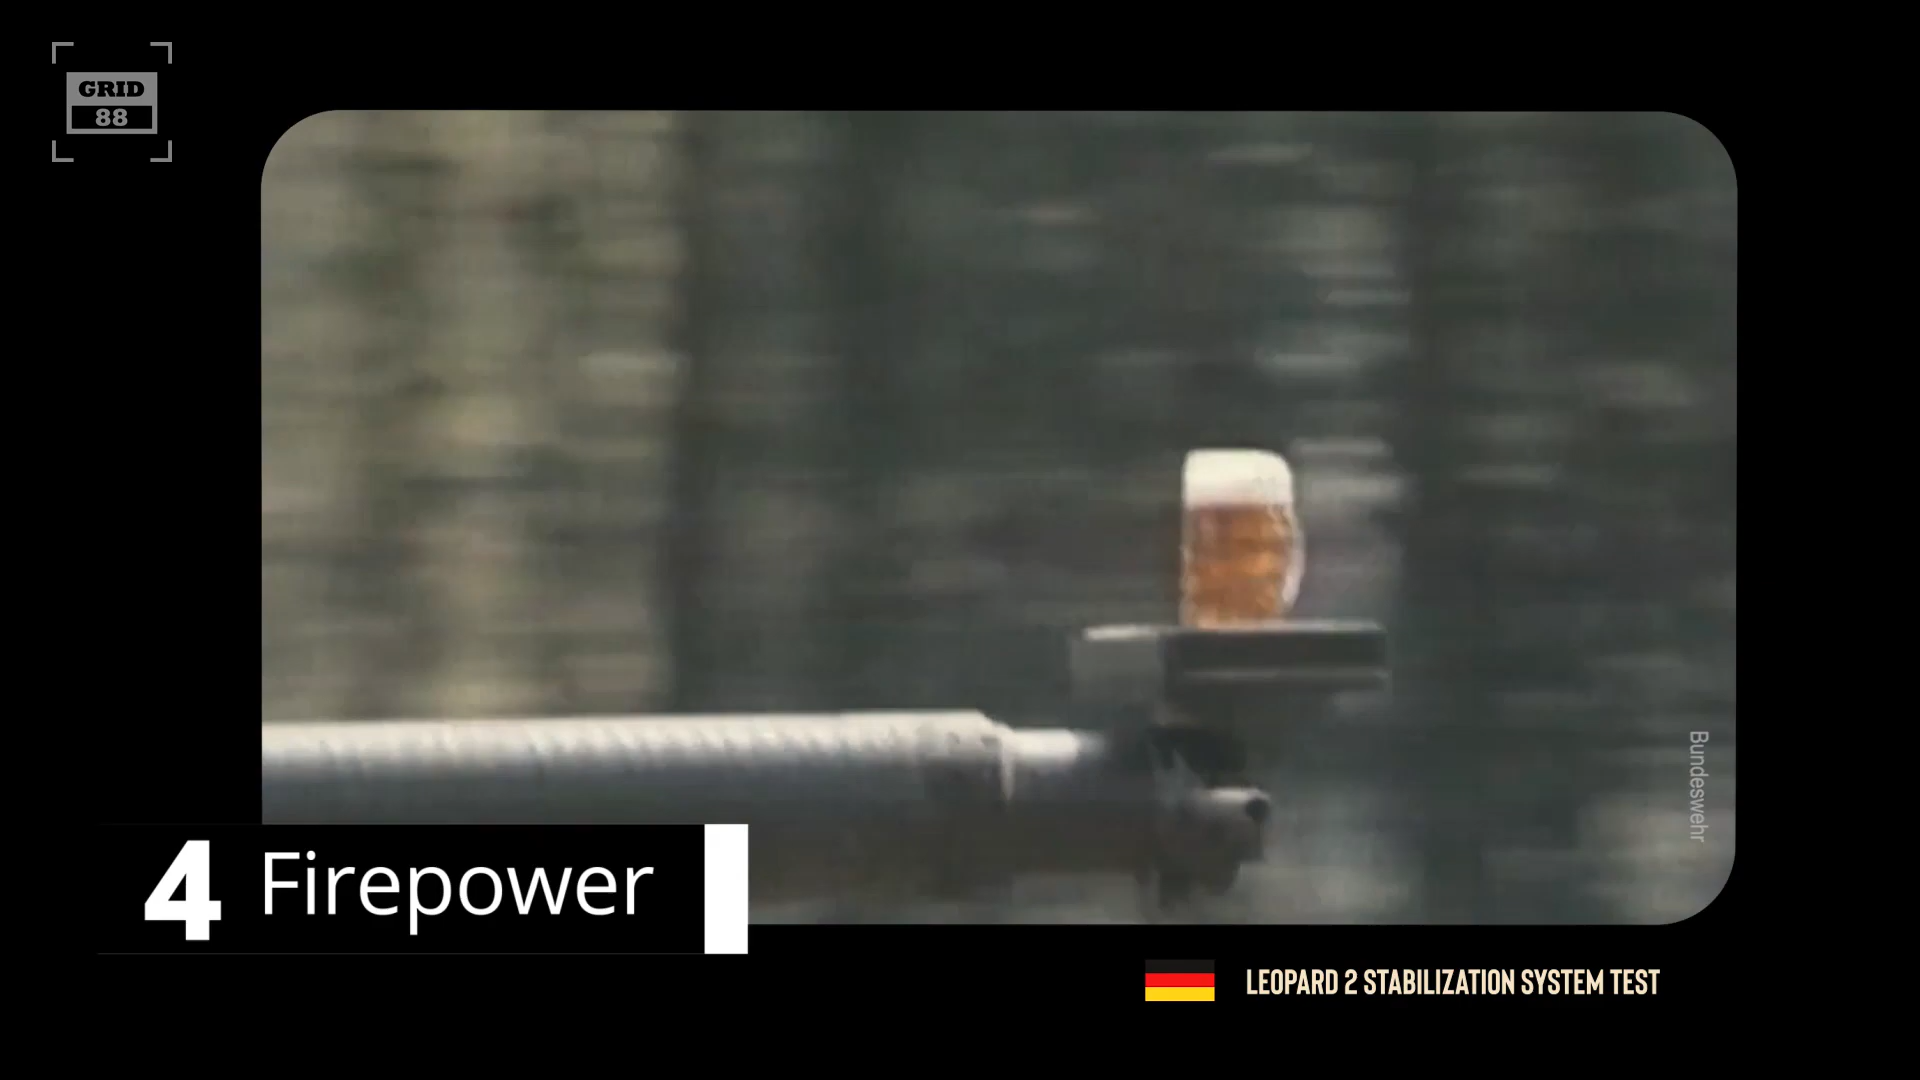 GRID
88
Bundeswehr
4 Firepower
LEOPARD 2 STABILIZATION SYSTEM TEST